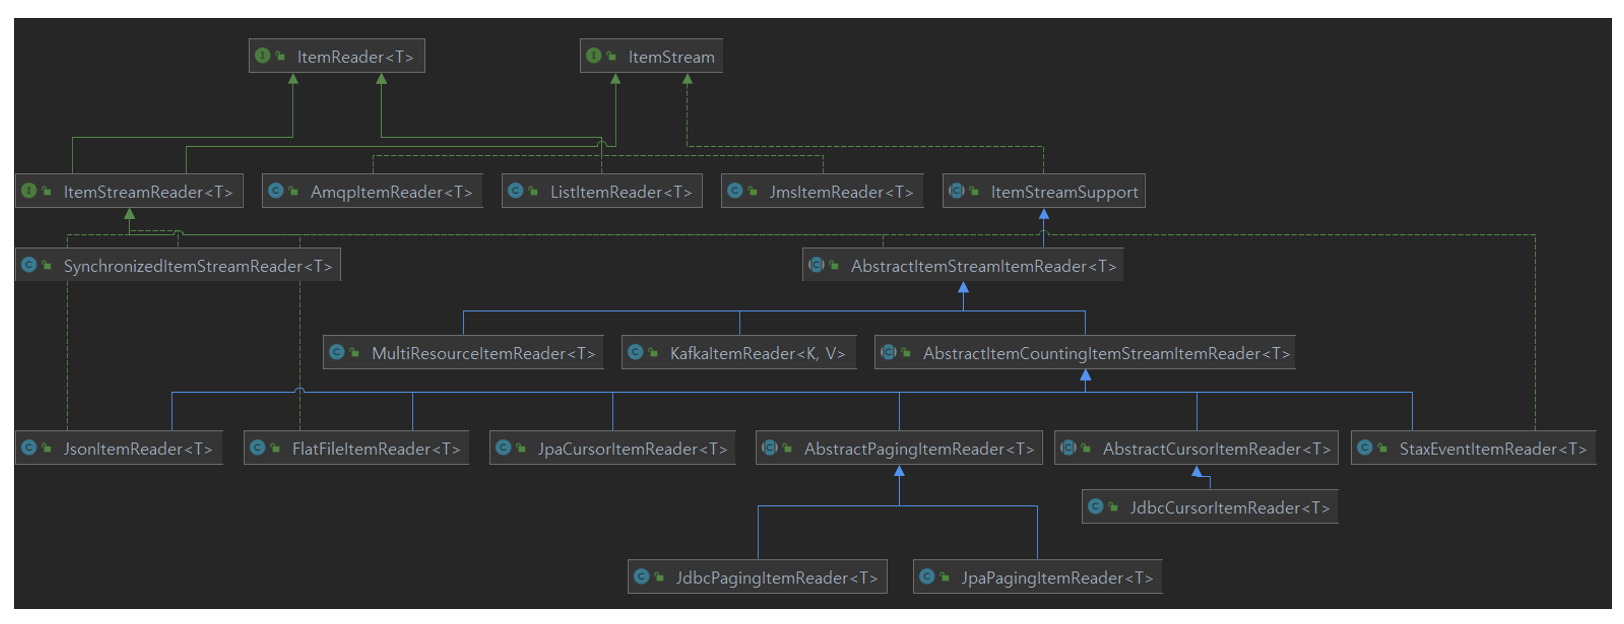 ItemReader<T>
ItemStream
ItemStreamReader<T>
AmqpItemReader<T>
ListItemReader<T>
JmsItemReader<T>
ItemStreamSupport
SynchronizedItemStreamReader<T>
AbstractItemStreamItemReader<T>
MultiResourceItemReader<T>
KafkaItemReader<K, V>
AbstractItemCountingItemStreamItemReader<T>
JsonItemReader<T>
FlatFileItemReader<T>
JpaCursorItemReader<T>
AbstractPagingItemReader<T>
AbstractCursorItemReader<T>
StaxEventItemReader<T>
JdbcCursorItemReader<T>
JdbcPagingItemReader<T>
JpaPagingItemReader<T>